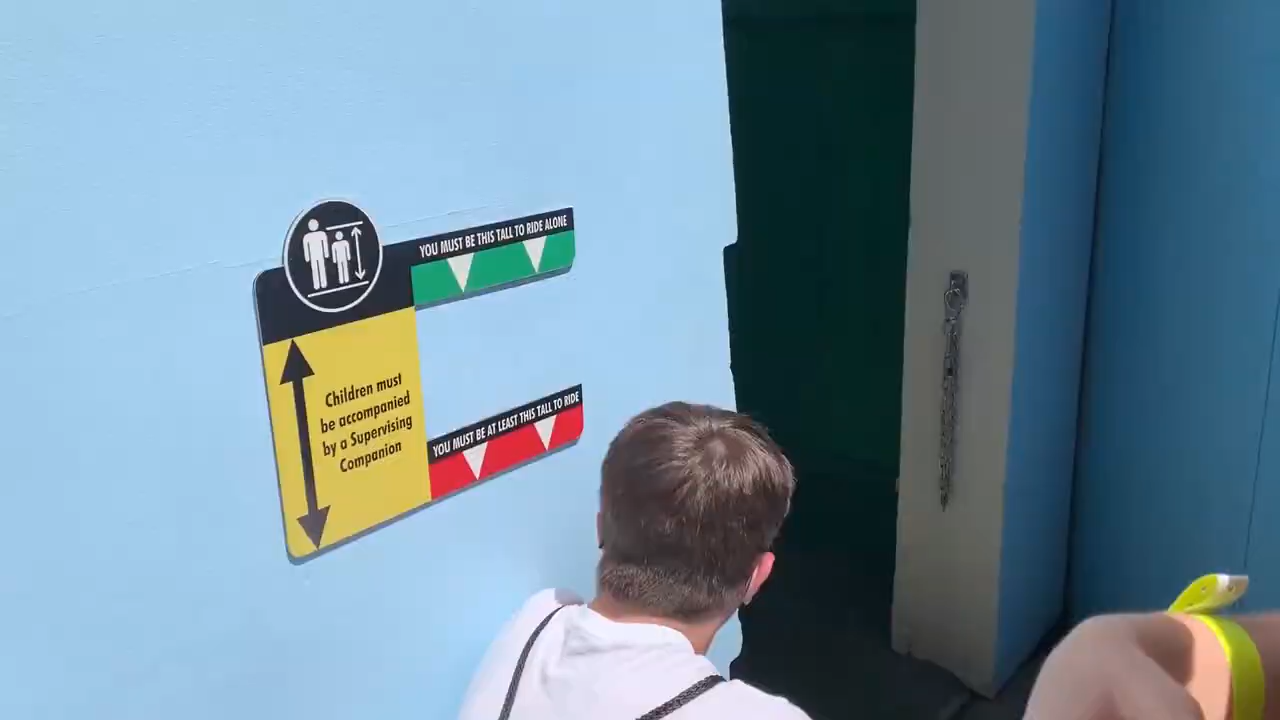 YOU MUST BE THIS TALL TO RIDE ALONE
Children must
be accompanied
by a Supervising
Companion
YOU MUST BE AT LEAST THIS TALL TO RIDE